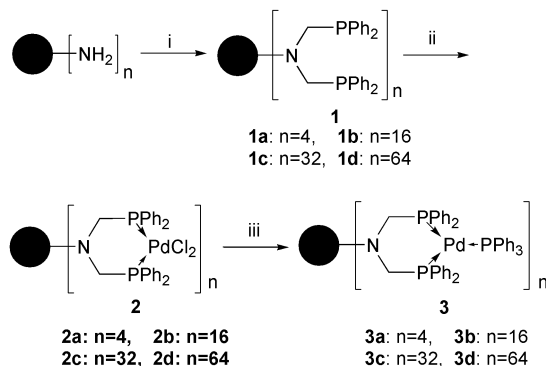 NH2 n
i
N PPh2 PPh2 n
ii
1
1a: n=4, 1b: n=16
1c: n=32, 1d: n=64
N PPh2 PdCl2 PPh2 n
iii
N PPh2 Pd PPh3 PPh2 n
2
2a: n=4, 2b: n=16
2c: n=32, 2d: n=64
3
3a: n=4, 3b: n=16
3c: n=32, 3d: n=64